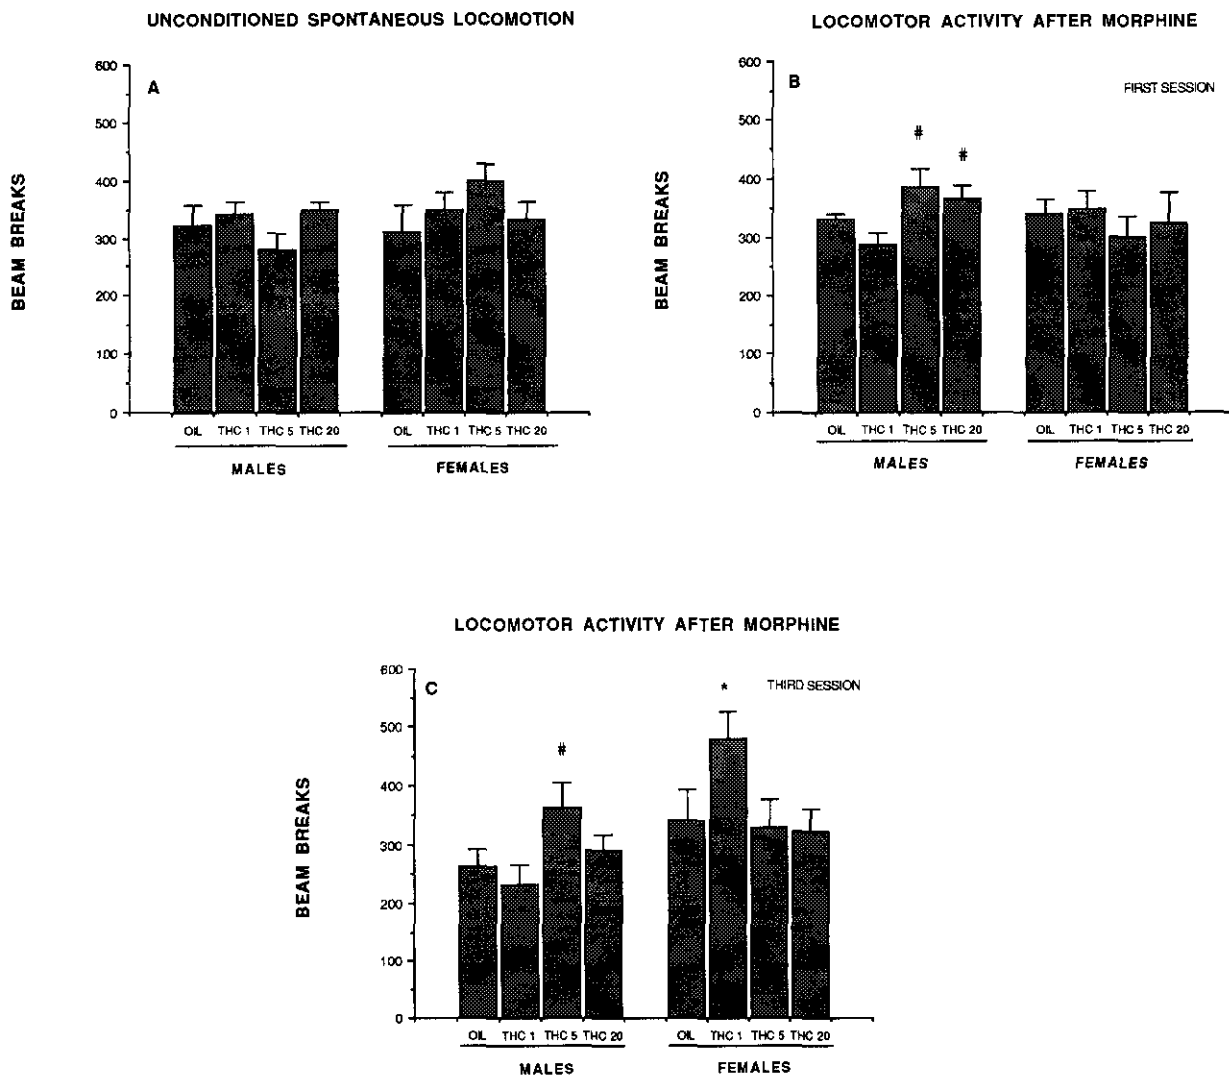 UNCONDITIONED SPONTANEOUS LOCOMOTION
A
600
500
400
300
200
100
0
BEAM BREAKS
OIL THC 1 THC 5 THC 20 OIL THC 1 THC 5 THC 20
MALES FEMALES
LOCOMOTOR ACTIVITY AFTER MORPHINE
B
FIRST SESSION
600
500
400
300
200
100
0
BEAM BREAKS
# #
OIL THC 1 THC 5 THC 20 OIL THC 1 THC 5 THC 20
MALES FEMALES
LOCOMOTOR ACTIVITY AFTER MORPHINE
C
* THIRD SESSION
#
600
500
400
300
200
100
0
BEAM BREAKS
OIL THC 1 THC 5 THC 20 OIL THC 1 THC 5 THC 20
MALES FEMALES